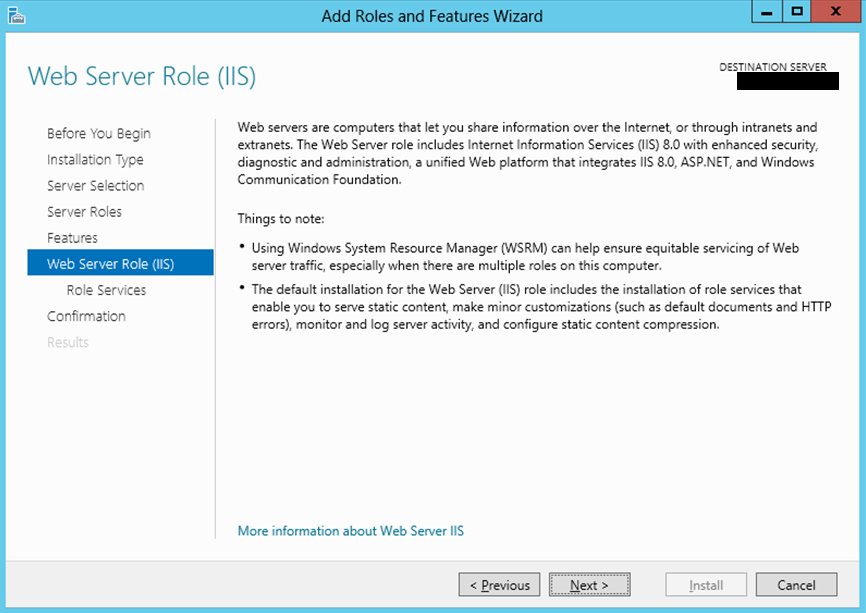 Add Roles and Features Wizard
Web Server Role (IIS)
DESTINATION SERVER
Before You Begin
Installation Type
Server Selection
Server Roles
Features
Web Server Role (IIS)
Role Services
Confirmation
Results
Web servers are computers that let you share information over the Internet, or through intranets and
extranets. The Web Server role includes Internet Information Services (IIS) 8.0 with enhanced security,
diagnostic and administration, a unified Web platform that integrates IIS 8.0, ASP.NET, and Windows
Communication Foundation.
Things to note:
• Using Windows System Resource Manager (WSRM) can help ensure equitable servicing of Web
server traffic, especially when there are multiple roles on this computer.
• The default installation for the Web Server (IIS) role includes the installation of role services that
enable you to serve static content, make minor customizations (such as default documents and HTTP
errors), monitor and log server activity, and configure static content compression.
More information about Web Server IIS
< Previous
Next >
Install
Cancel